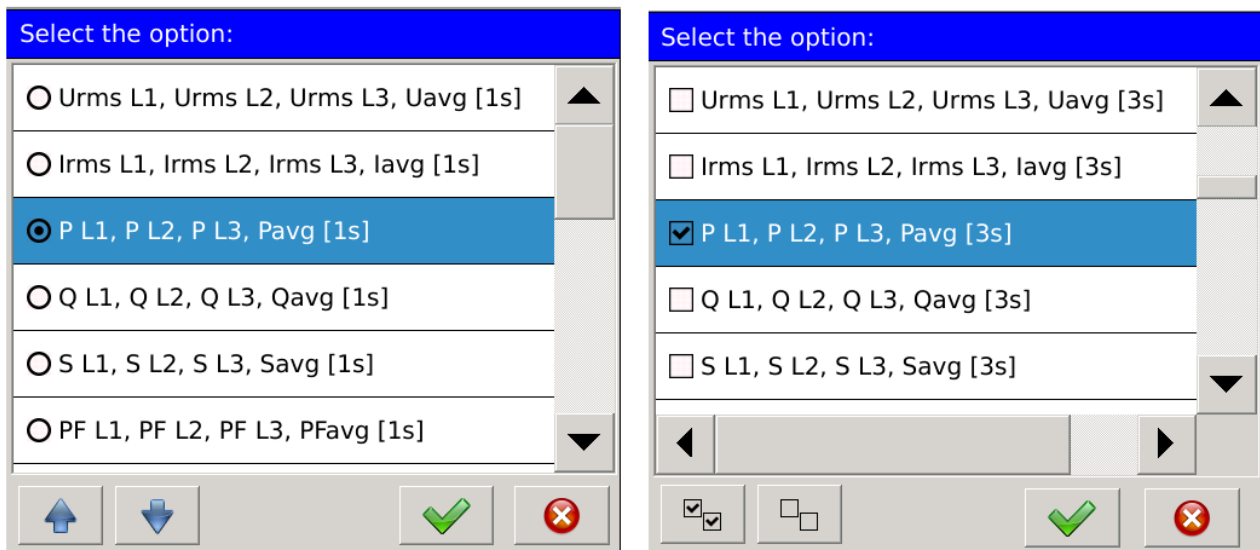 Select the option:
Urms L1, Urms L2, Urms L3, Uavg [1s]
Irms L1, Irms L2, Irms L3, Iavg [1s]
P L1, P L2, P L3, Pavg [1s]
Q L1, Q L2, Q L3, Qavg [1s]
S L1, S L2, S L3, Savg [1s]
PF L1, PF L2, PF L3, PFavg [1s]
Select the option:
Urms L1, Urms L2, Urms L3, Uavg [3s]
Irms L1, Irms L2, Irms L3, Iavg [3s]
P L1, P L2, P L3, Pavg [3s]
Q L1, Q L2, Q L3, Qavg [3s]
S L1, S L2, S L3, Savg [3s]